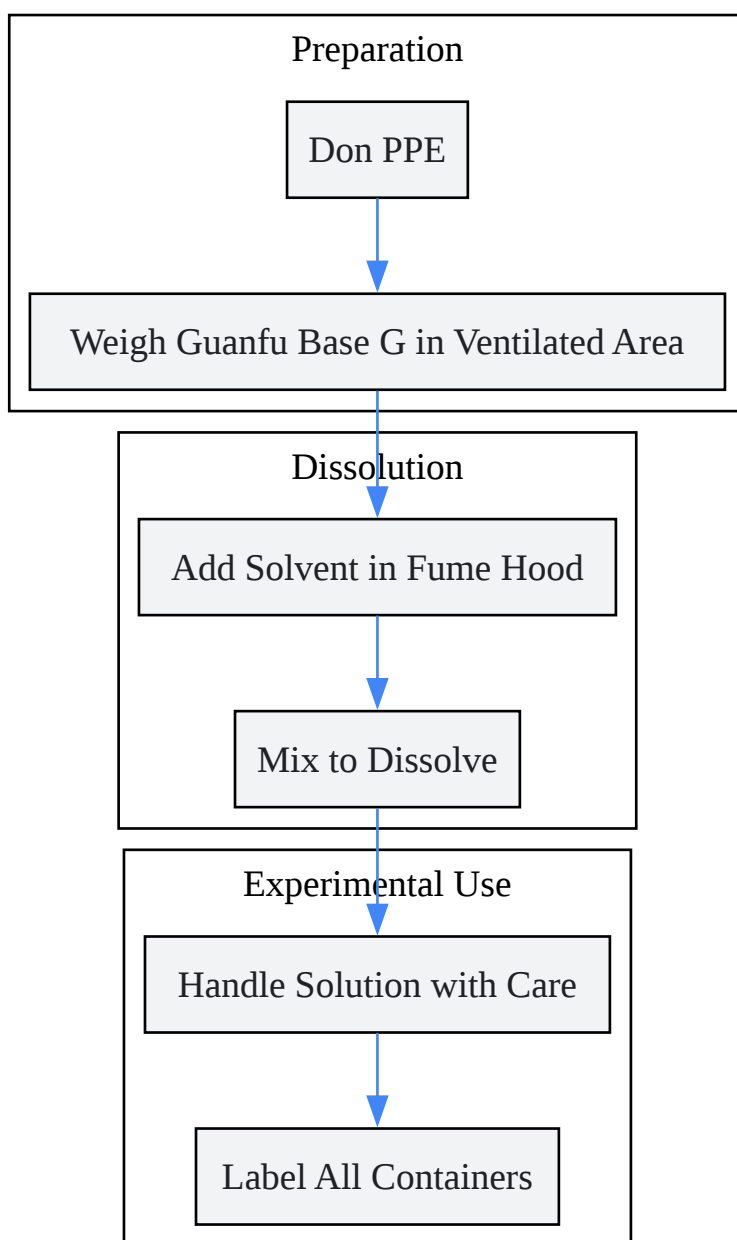 Preparation
Don PPE
Weigh Guanfu Base G in Ventilated Area
Dissolution
Add Solvent in Fume Hood
Mix to Dissolve
Experimental Use
Handle Solution with Care
Label All Containers